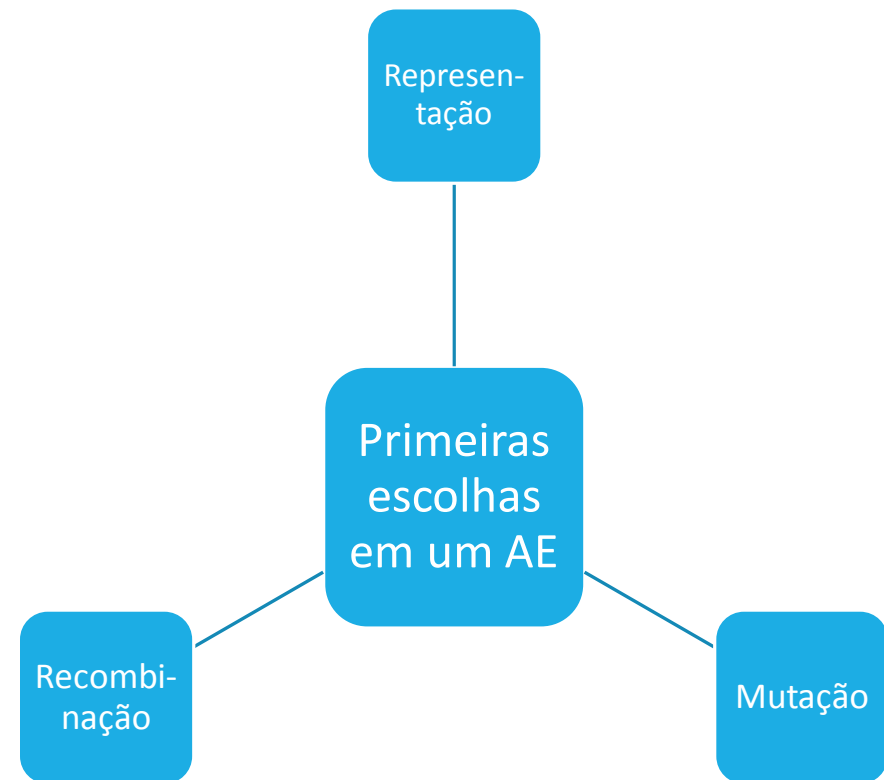 Represen-
tação
Primeiras
escolhas
em um AE
Recombi-
nação
Mutação